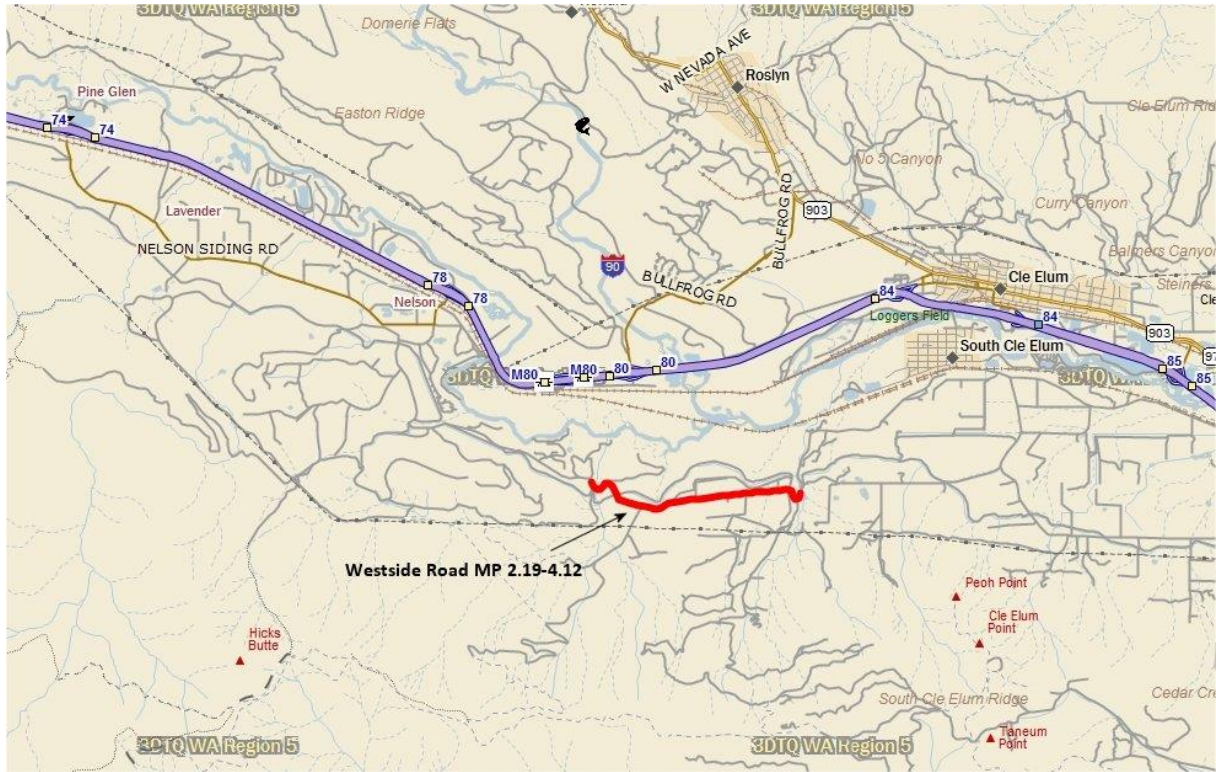 3DTQ WA Region 5
3DTQ WA Region 5
Domerie Flats
W NEVADA AVE
Roslyn
Pine Glen
74
74
Easton Ridge
Cle Elum Rid
No 5 Canyon
BULLFROG RD
903
Curry Canyon
Lavender
NELSON SIDING RD
Balmers Canyo
90
BULLFROG RD
Cle Elum
Steiners
78
Nelson
78
84
Cle
Loggers Field
84
903
South Cle Elum
97
M80
M80
80
80
85
85
3DTQ W
3DTQ WA
Westside Road MP 2.19-4.12
Peoh Point
Cle Elum
Point
Hicks
Butte
South Cle Elum Ridge
Cedar Cre
Taneum
Point
3DTQ WA Region 5
3DTQ WA Region 5